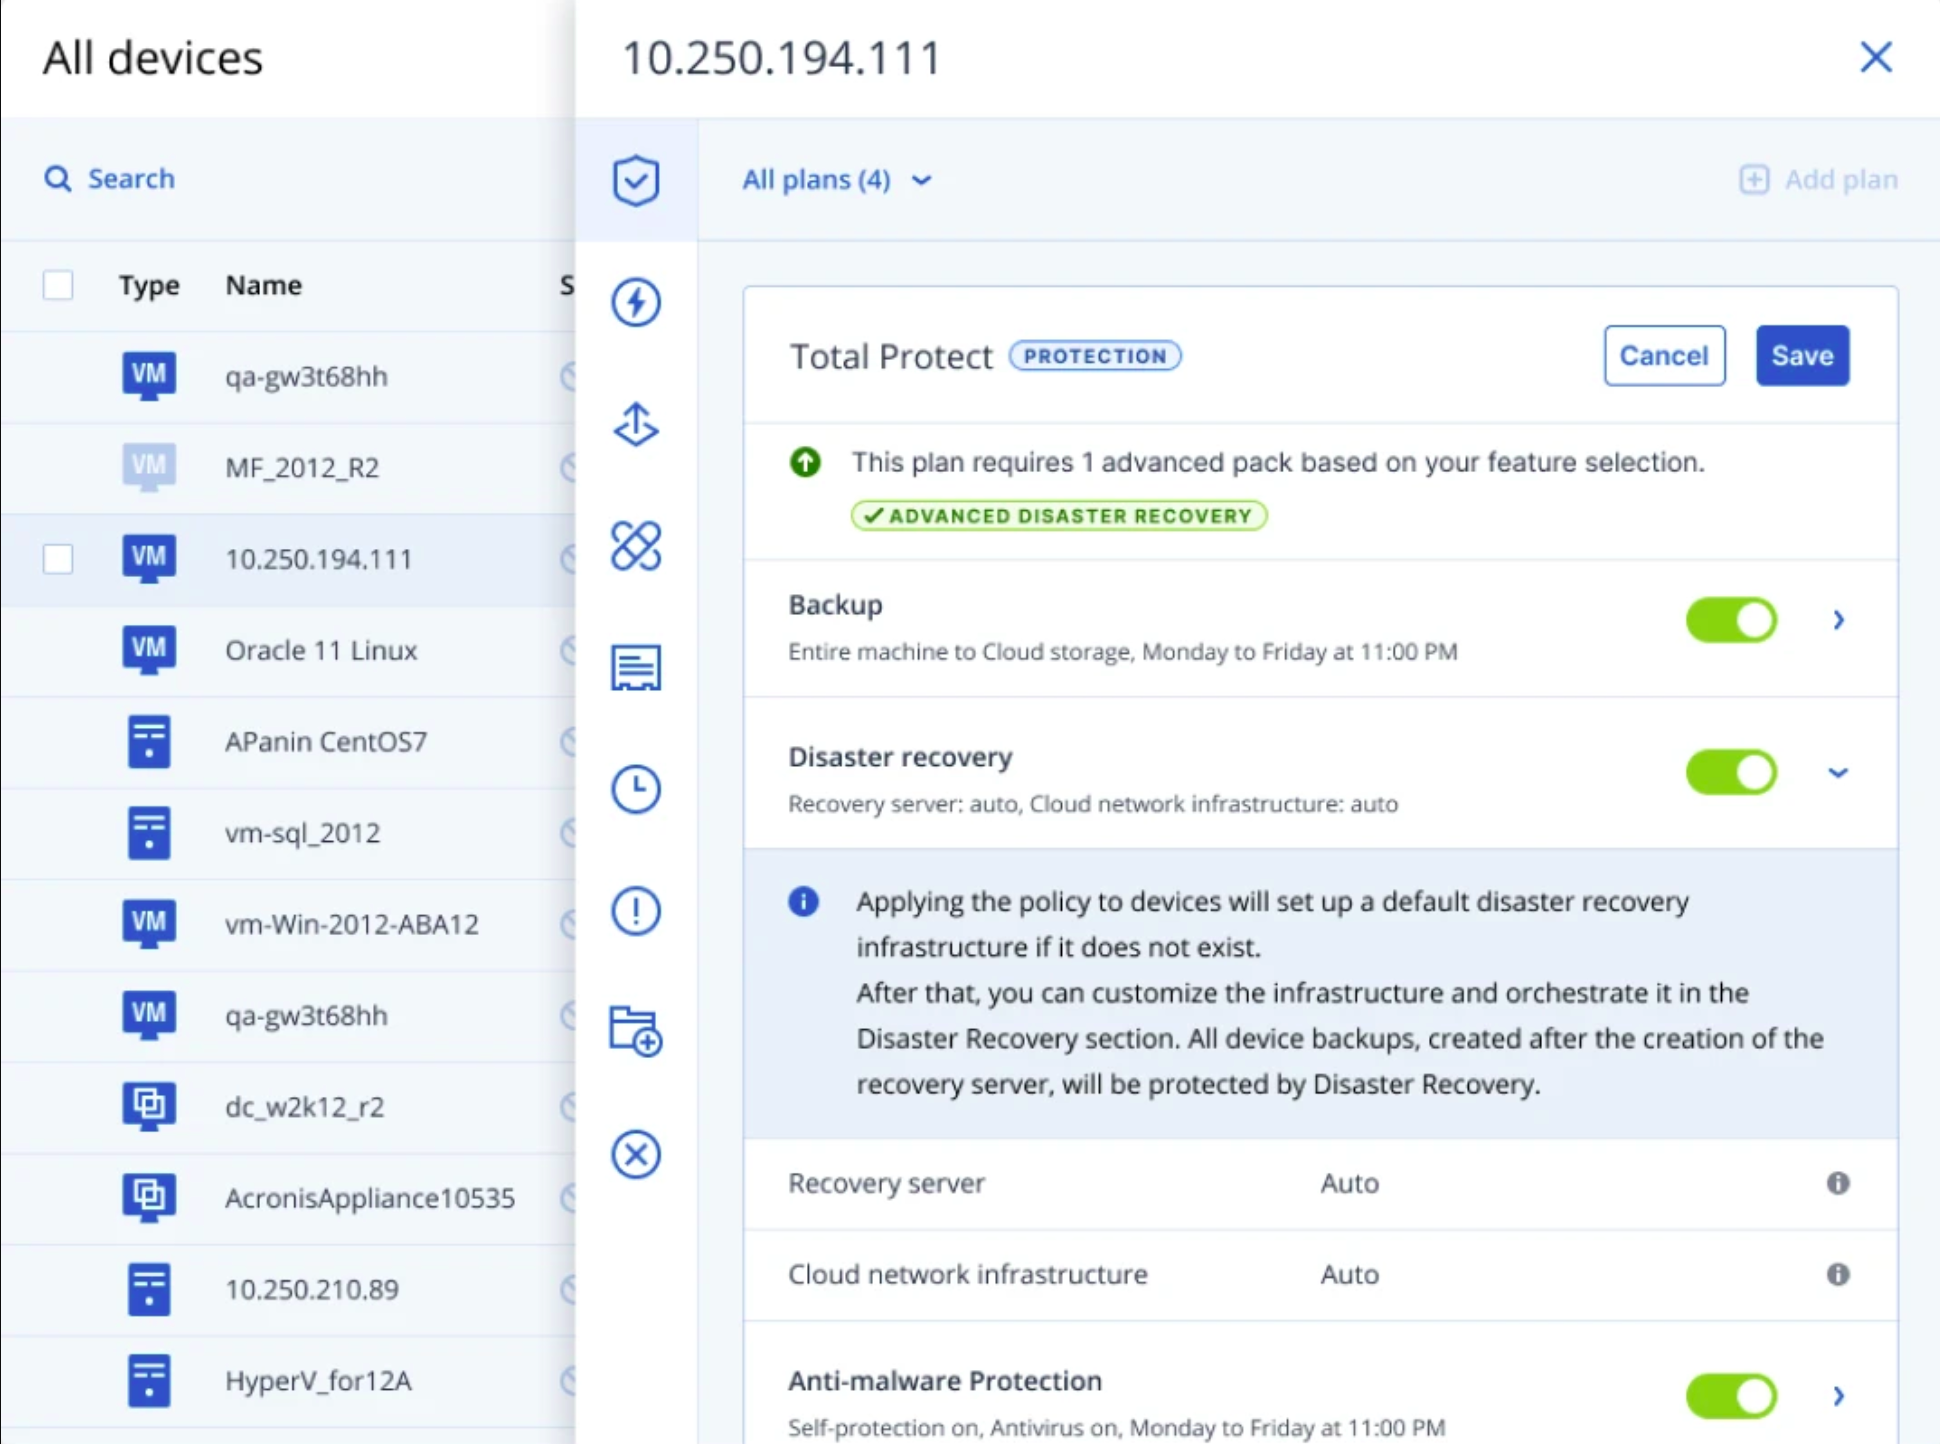 All devices
Search
Type Name S
VM qa-gw3t68hh
VM MF_2012_R2
VM 10.250.194.111
VM Oracle 11 Linux
APanin CentOS7
vm-sql_2012
VM vm-Win-2012-ABA12
VM qa-gw3t68hh
dc_w2k12_r2
AcronisAppliance10535
10.250.210.89
HyperV_for12A
10.250.194.111
All plans (4)
Add plan
Total Protect PROTECTION
Cancel Save
This plan requires 1 advanced pack based on your feature selection.
ADVANCED DISASTER RECOVERY
Backup
Entire machine to Cloud storage, Monday to Friday at 11:00 PM
Disaster recovery
Recovery server: auto, Cloud network infrastructure: auto
Applying the policy to devices will set up a default disaster recovery
infrastructure if it does not exist.
After that, you can customize the infrastructure and orchestrate it in the
Disaster Recovery section. All device backups, created after the creation of the
recovery server, will be protected by Disaster Recovery.
Recovery server Auto
Cloud network infrastructure Auto
Anti-malware Protection
Self-protection on, Antivirus on, Monday to Friday at 11:00 PM